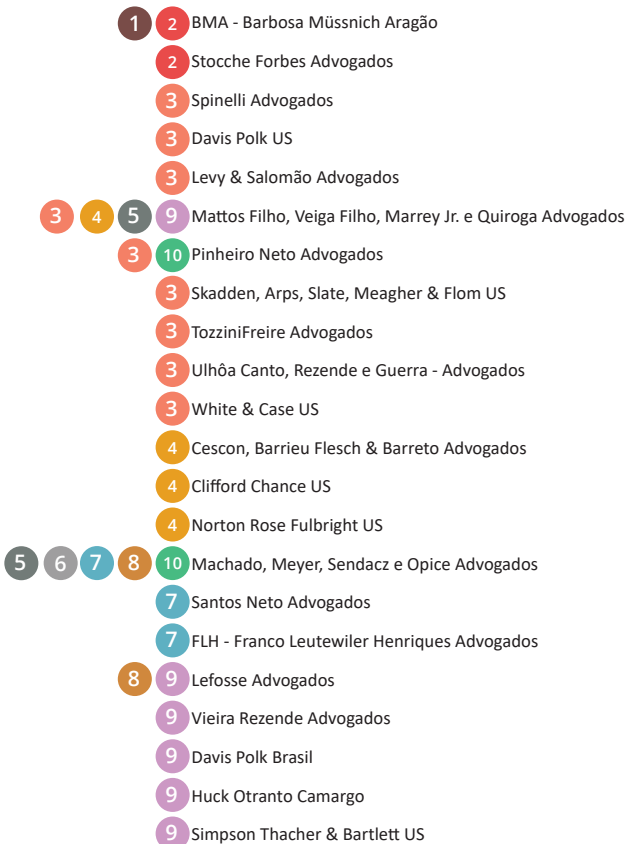 1 2 BMA - Barbosa Müssnich Aragão
2 Stocche Forbes Advogados
3 Spinelli Advogados
3 Davis Polk US
3 Levy & Salomão Advogados
3 4 5 9 Mattos Filho, Veiga Filho, Marrey Jr. e Quiroga Advogados
3 10 Pinheiro Neto Advogados
3 Skadden, Arps, Slate, Meagher & Flom US
3 TozziniFreire Advogados
3 Ulhôa Canto, Rezende e Guerra - Advogados
3 White & Case US
4 Cescon, Barrieu Flesch & Barreto Advogados
4 Clifford Chance US
4 Norton Rose Fulbright US
5 6 7 8 10 Machado, Meyer, Sendacz e Opice Advogados
7 Santos Neto Advogados
7 FLH - Franco Leutewiler Henriques Advogados
8 9 Lefosse Advogados
9 Vieira Rezende Advogados
9 Davis Polk Brasil
9 Huck Otranto Camargo
9 Simpson Thacher & Bartlett US